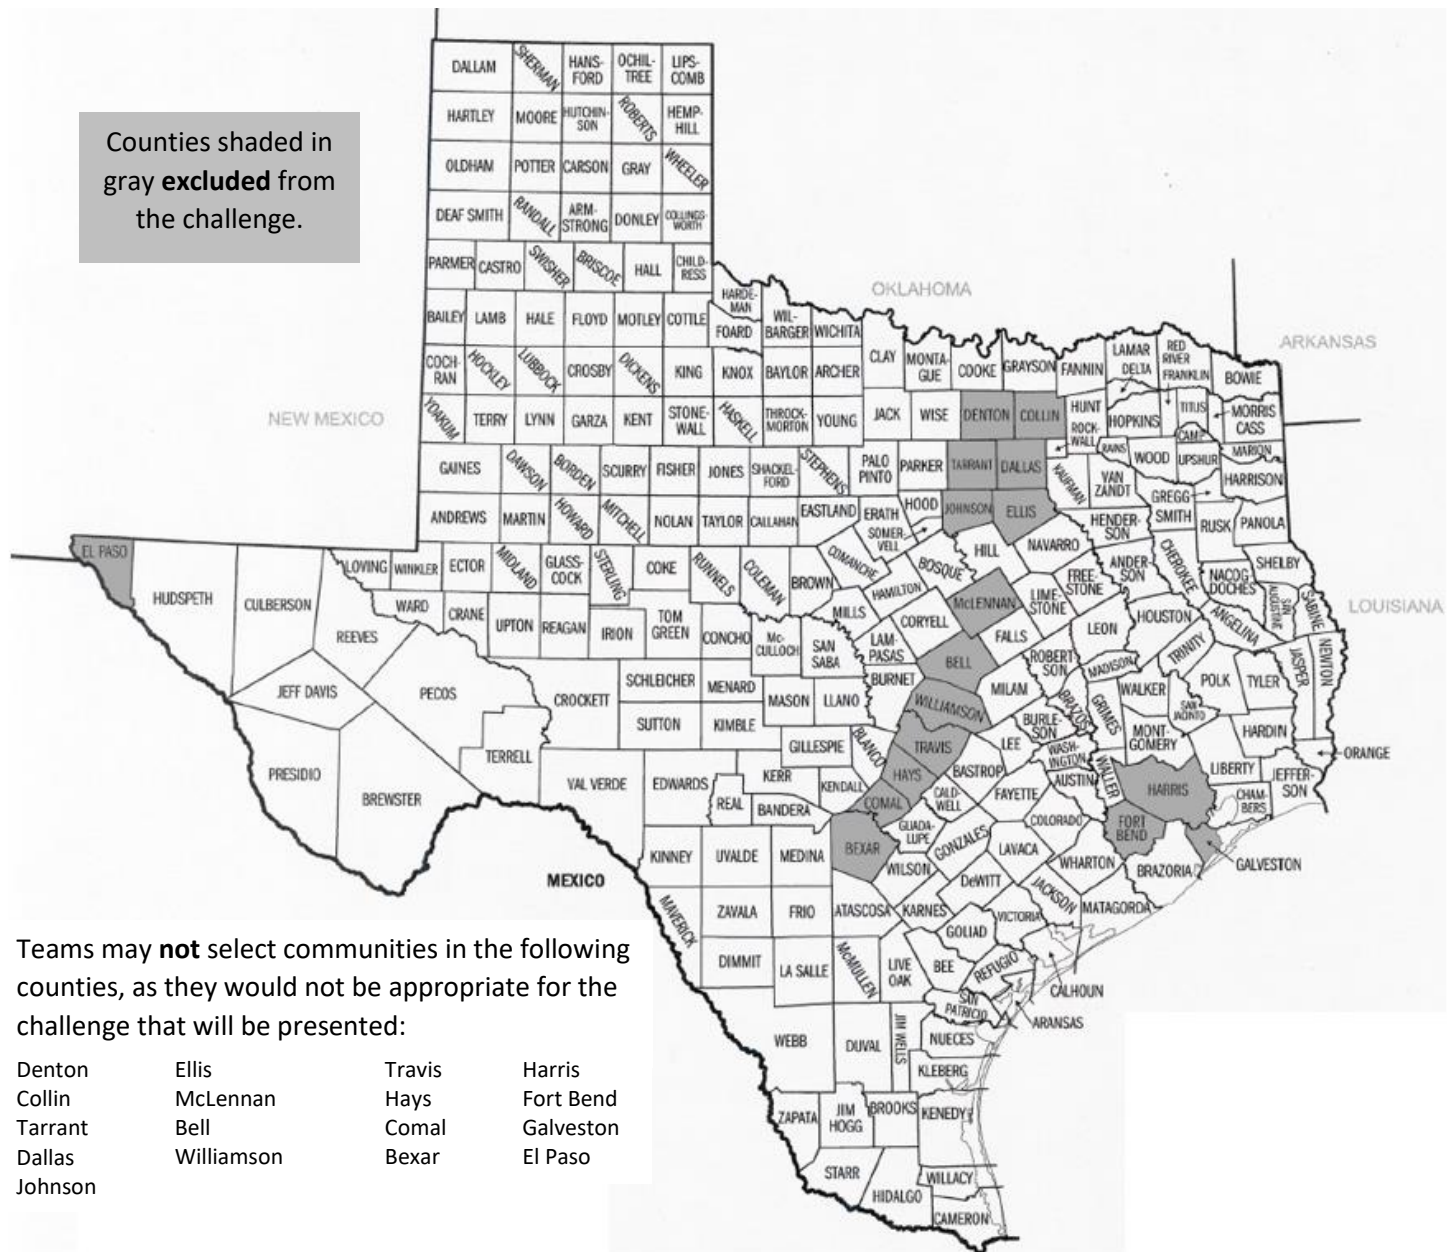 Counties shaded in
gray excluded from
the challenge.
OKLAHOMA
ARKANSAS
NEW MEXICO
LOUISIANA
MEXICO
DALLAM
SHERMAN
HANS-
FORD
OCHIL-
TREE
LIPS-
COMB
HARTLEY
MOORE
HUTCHIN-
SON
ROBERTS
HEMP-
HILL
OLDHAM
POTTER
CARSON
GRAY
WHEELER
DEAF SMITH
RANDALL
ARM-
STRONG
DONLEY
COLLINGS-
WORTH
PARMER
CASTRO
SWISHER
BRISCOE
HALL
CHILD-
RESS
HARDE-
MAN
BAILEY
LAMB
HALE
FLOYD
MOTLEY
COTTLE
FOARD
WIL-
BARGER
WICHITA
CLAY
MONTA-
GUE
COOKE
GRAYSON
FANNIN
LAMAR
DELTA
RED
RIVER
FRANKLIN
BOWIE
COCH-
RAN
HOCKLEY
LUBBOCK
CROSBY
DICKENS
KING
KNOX
BAYLOR
ARCHER
YOAKUM
TERRY
LYNN
GARZA
KENT
STONE-
WALL
HASKELL
THROCK-
MORTON
YOUNG
JACK
WISE
DENTON
COLLIN
HUNT
ROCK-
WALL
HOPKINS
TITUS
MORRIS
CASS
CAMP
RAINS
WOOD
UPSHUR
MARION
GAINES
DAWSON
BORDEN
SCURRY
FISHER
JONES
SHACKEL-
FORD
STEPHENS
PALO
PINTO
PARKER
TARRANT
DALLAS
KAUFMAN
VAN
ZANDT
GREGG
HARRISON
ANDREWS
MARTIN
HOWARD
MITCHELL
NOLAN
TAYLOR
CALLAHAN
EASTLAND
ERATH
HOOD
SOMER-
VELL
JOHNSON
ELLIS
HENDER-
SON
SMITH
RUSK
PANOLA
EL PASO
HUDSPETH
CULBERSON
LOVING
WINKLER
ECTOR
MIDLAND
GLASS-
COCK
STERLING
COKE
RUNNELS
COLEMAN
BROWN
COMANCHE
HAMILTON
BOSQUE
HILL
NAVARRO
ANDER-
SON
CHEROKEE
NACOG
DOCHES
SHELBY
SAN
AUGUSTINE
SABINE
REEVES
WARD
CRANE
UPTON
REAGAN
IRION
TOM
GREEN
CONCHO
Mc-
CULLOCH
SAN
SABA
MILLS
LAM-
PASAS
CORYELL
McLENNAN
LIME-
STONE
FREE-
STONE
FALLS
LEON
HOUSTON
ANGELINA
TRINITY
JASPER
NEWTON
JEFF DAVIS
PECOS
CROCKETT
SCHLEICHER
MENARD
MASON
LLANO
BURNET
BELL
MILAM
ROBERT-
SON
MADISON
WALKER
POLK
TYLER
SAN
JACINTO
SUTTON
KIMBLE
GILLESPIE
BLANCO
WILLIAMSON
TRAVIS
BURLE-
SON
BRAZOS
GRIMES
MONT-
GOMERY
HARDIN
ORANGE
PRESIDIO
BREWSTER
TERRELL
VAL VERDE
EDWARDS
REAL
KERR
BANDERA
KENDALL
HAYS
COMAL
CALD-
WELL
BASTROP
LEE
WASH-
INGTON
AUSTIN
WALLER
FAYETTE
HARRIS
LIBERTY
CHAM-
BERS
JEFFER-
SON
KINNEY
UVALDE
MEDINA
BEXAR
GUADA-
LUPE
WILSON
GONZALES
LAVACA
COLORADO
WHARTON
FORT
BEND
BRAZORIA
GALVESTON
MAVERICK
ZAVALA
FRIO
ATASCOSA
KARNES
DeWITT
JACKSON
MATAGORDA
VICTORIA
GOLIAD
DIMMIT
LA SALLE
McMULLEN
LIVE
OAK
BEE
REFUGIO
CALHOUN
SAN
PATRICIO
ARANSAS
WEBB
DUVAL
JIM WELLS
NUECES
KLEBERG
ZAPATA
JIM
HOGG
BROOKS
KENEDY
STARR
HIDALGO
WILLACY
CAMERON
Teams may not select communities in the following
counties, as they would not be appropriate for the
challenge that will be presented:
Denton
Collin
Tarrant
Dallas
Johnson
Ellis
McLennan
Bell
Williamson
Travis
Hays
Comal
Bexar
Harris
Fort Bend
Galveston
El Paso